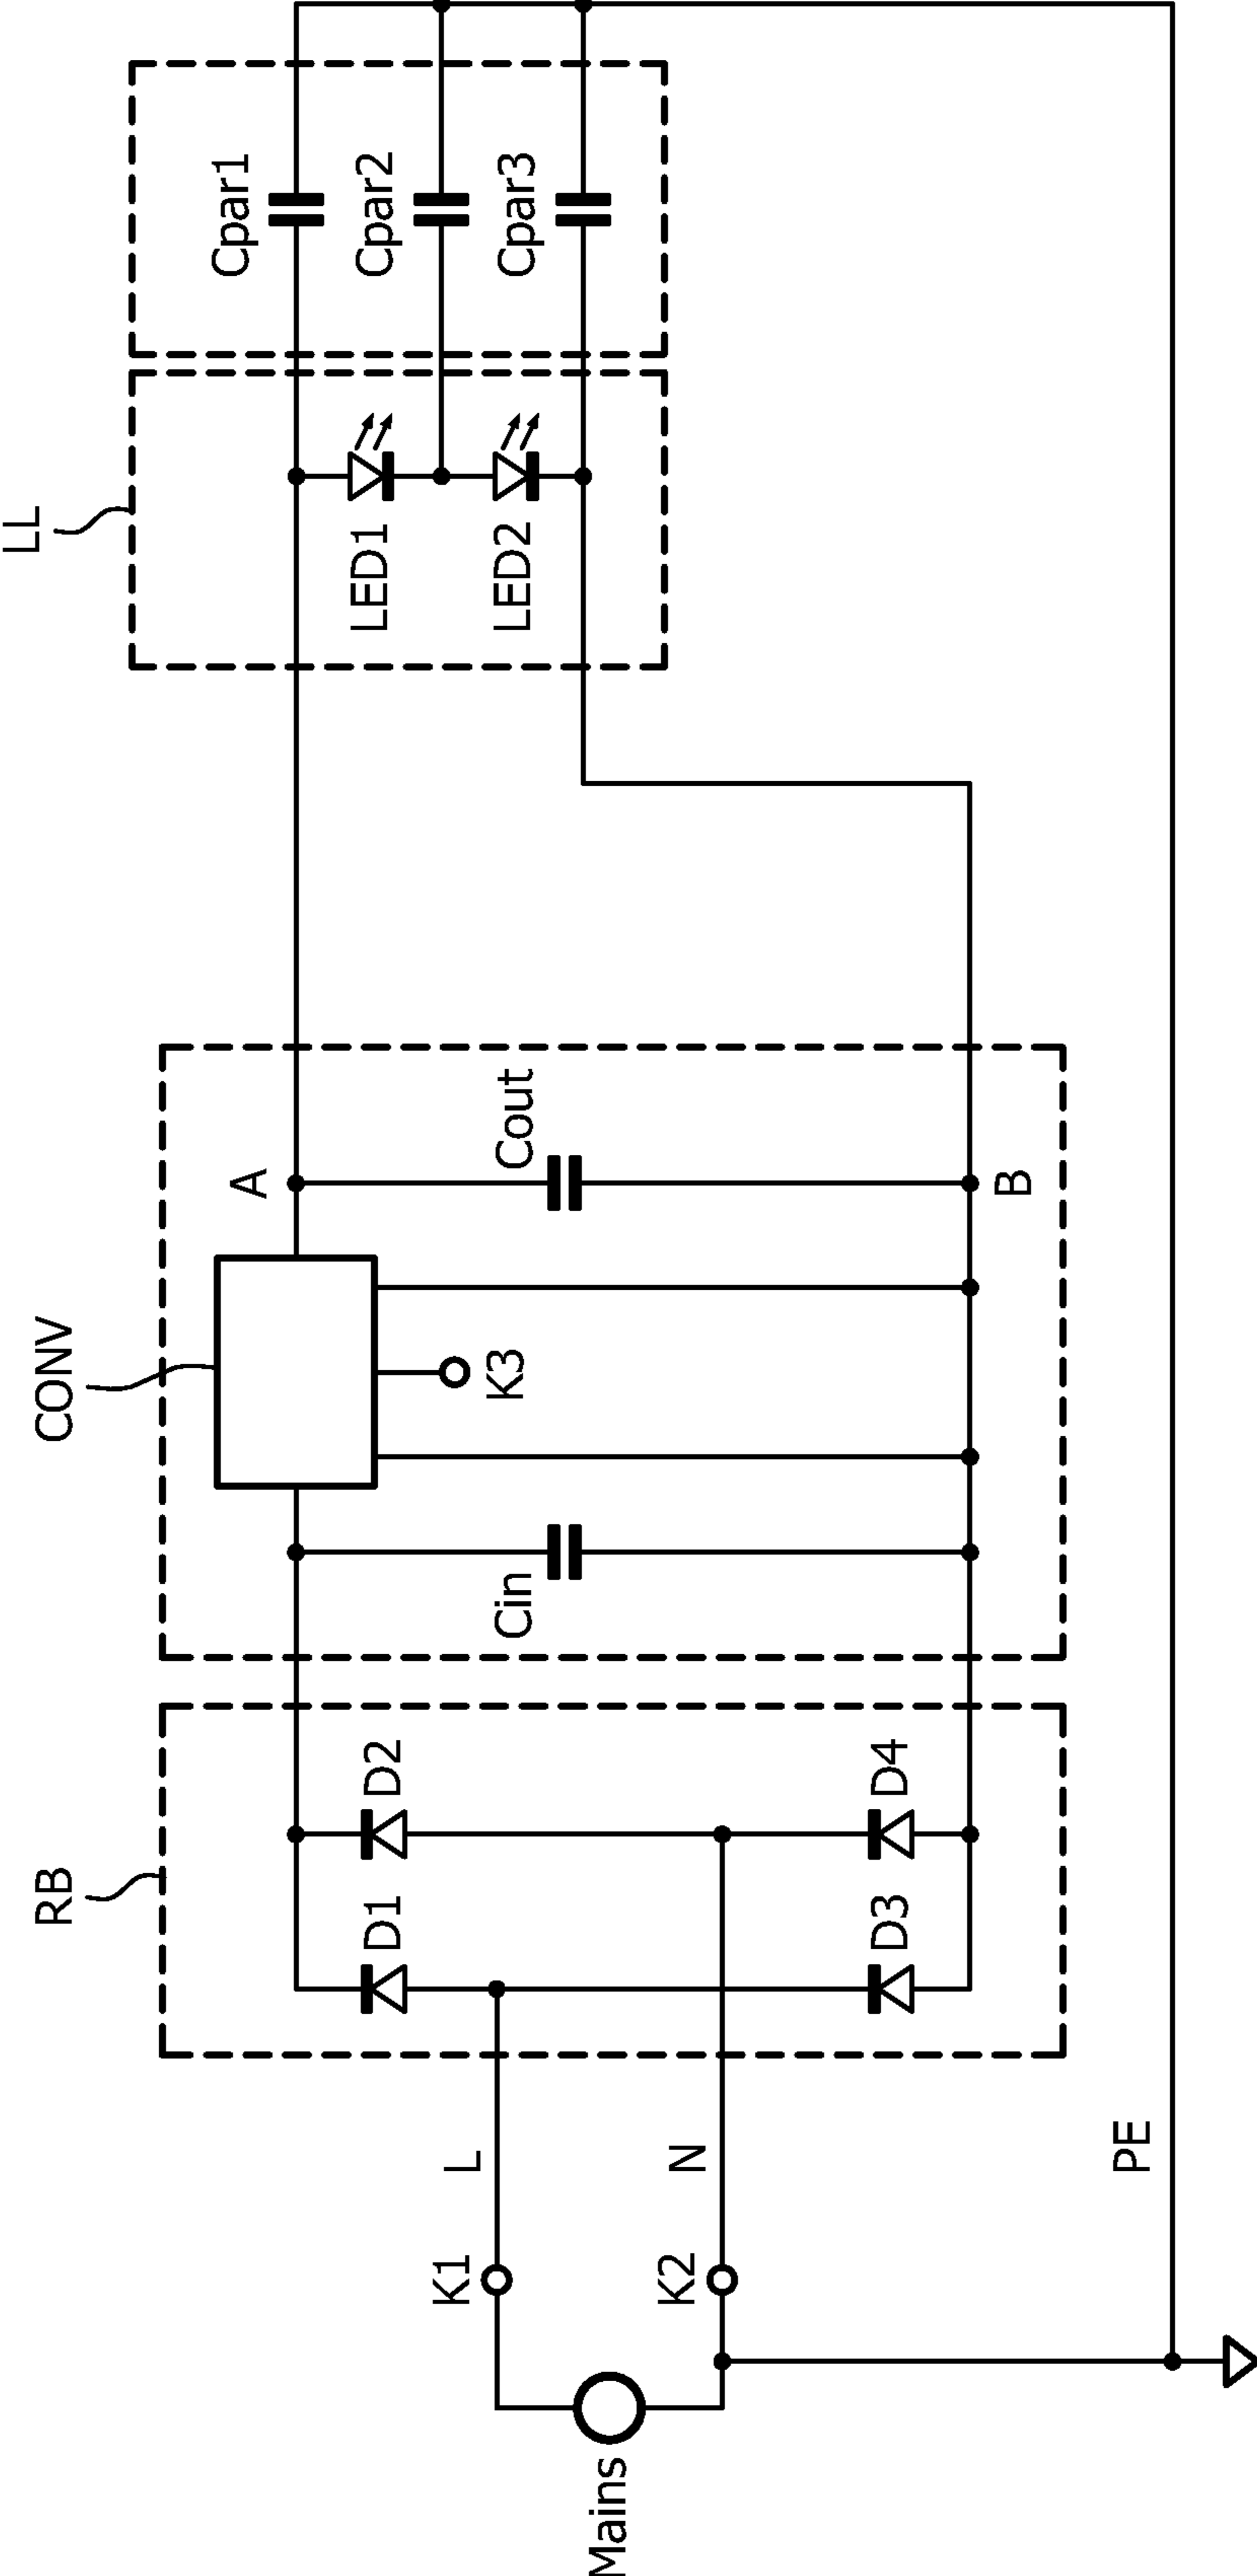 LL
Cpar1
Cpar2
Cpar3
LED1
LED2
CONV
A
Cout
K3
B
Cin
RB
D2
D4
D1
D3
L
N
PE
K1
K2
Mains